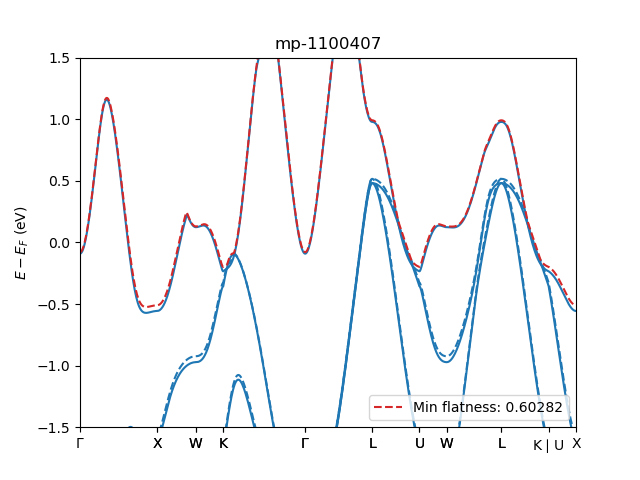 mp-1100407
1.5
1.0
0.5
0.0
−0.5
−1.0
−1.5
E − E_F (eV)
Min flatness: 0.60282
Γ X W K Γ L U W L K | U X